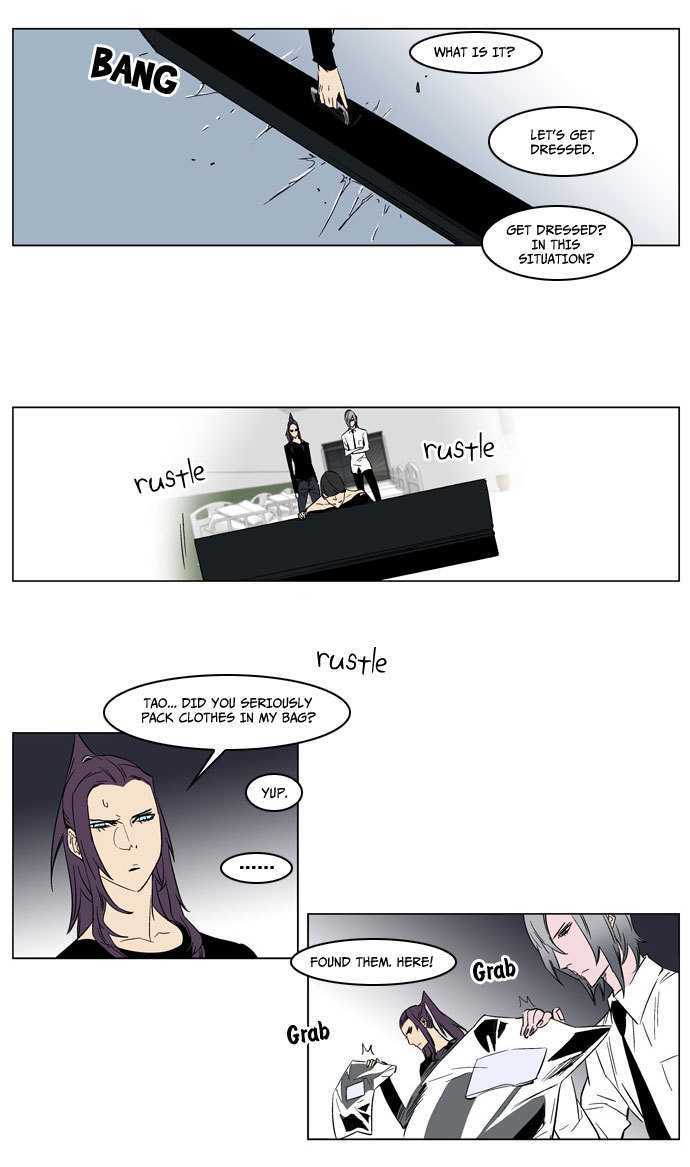 BANG
WHAT IS IT?
LET'S GET
DRESSED.
GET DRESSED?
IN THIS
SITUATION?
rustle
rustle
rustle
TAO... DID YOU SERIOUSLY
PACK CLOTHES IN MY BAG?
YUP.
......
FOUND THEM. HERE!
Grab
Grab